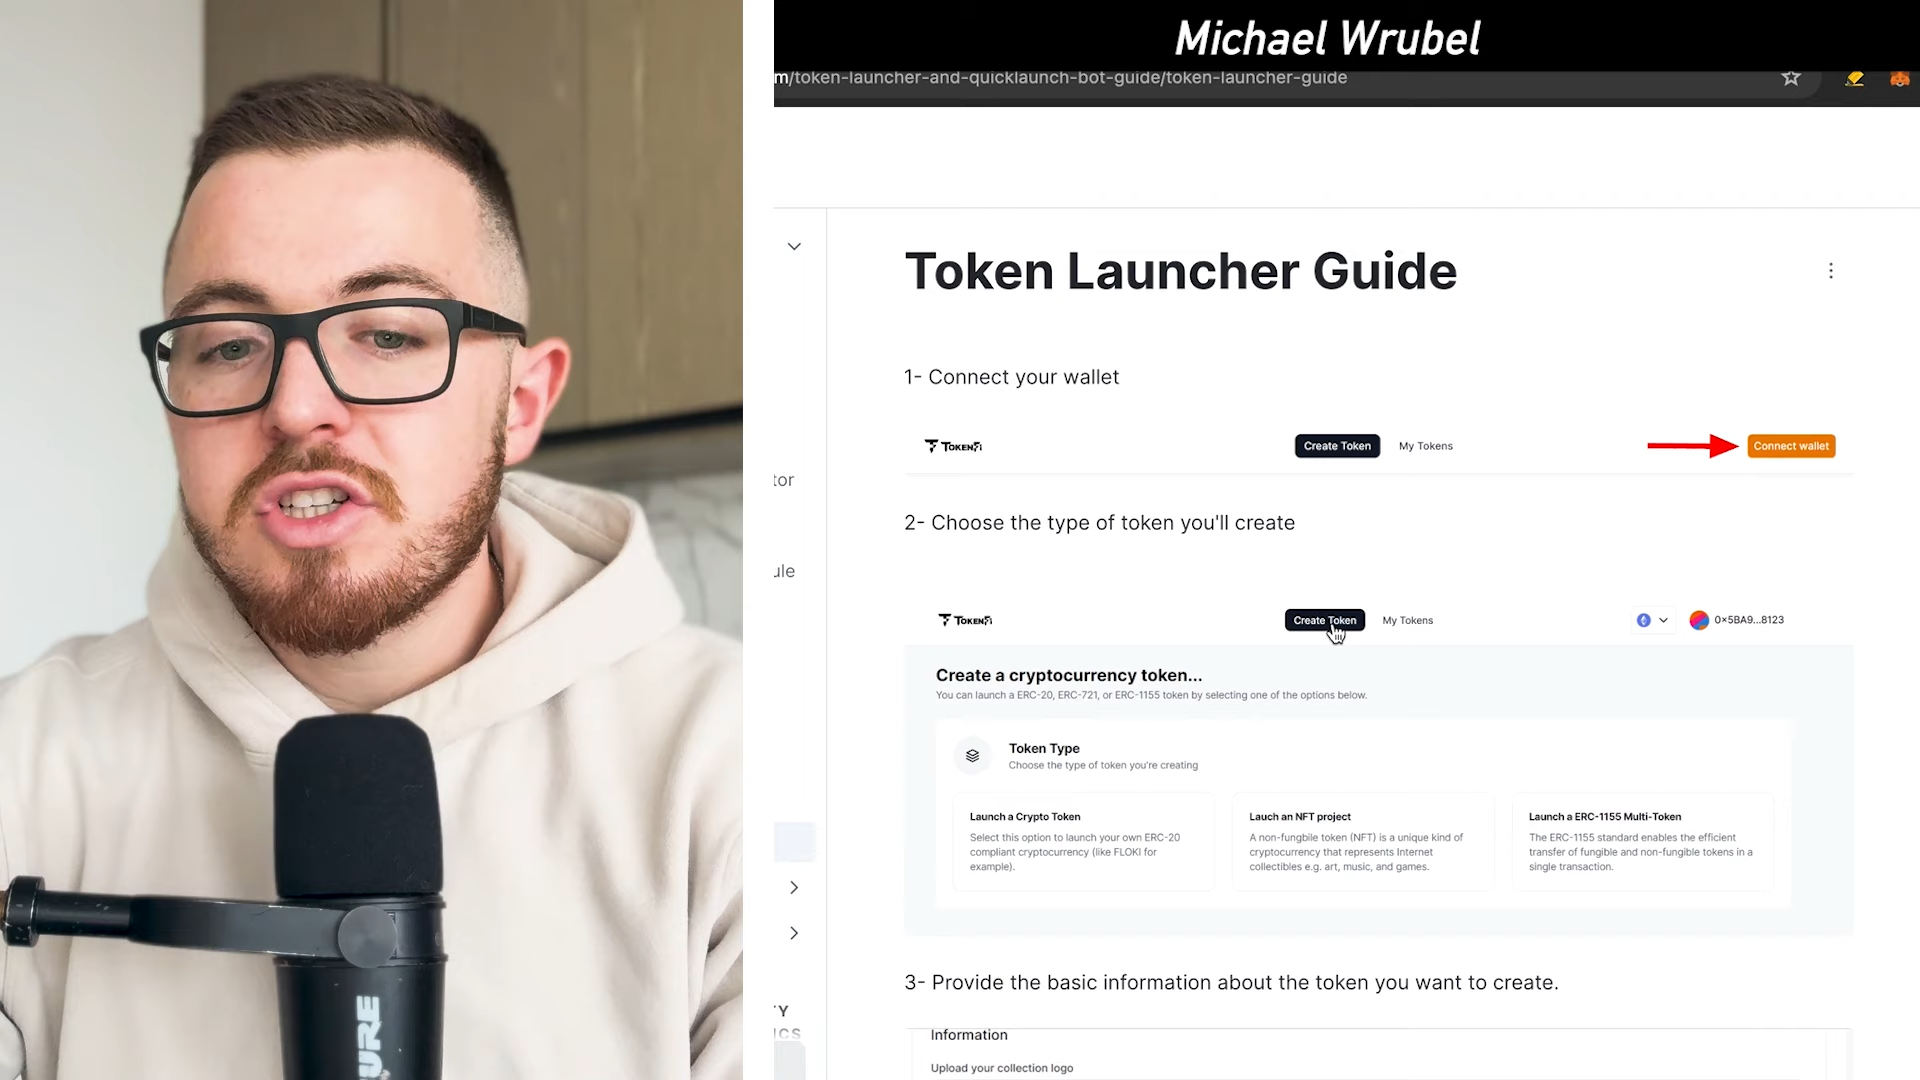 Michael Wrubel
m/token-launcher-and-quicklaunch-bot-guide/token-launcher-guide
Token Launcher Guide
1- Connect your wallet
TOKENFi
Create Token
My Tokens
Connect wallet
tor
2- Choose the type of token you'll create
ule
TOKENFi
Create Token
My Tokens
0x5BA9...8123
Create a cryptocurrency token...
You can launch a ERC-20, ERC-721, or ERC-1155 token by selecting one of the options below.
Token Type
Choose the type of token you're creating
Launch a Crypto Token
Select this option to launch your own ERC-20
compliant cryptocurrency (like FLOKI for
example).
Lauch an NFT project
A non-fungbile token (NFT) is a unique kind of
cryptocurrency that represents Internet
collectibles e.g. art, music, and games.
Launch a ERC-1155 Multi-Token
The ERC-1155 standard enables the efficient
transfer of fungible and non-fungible tokens in a
single transaction.
3- Provide the basic information about the token you want to create.
TY
ICS
Information
Upload your collection logo
URE